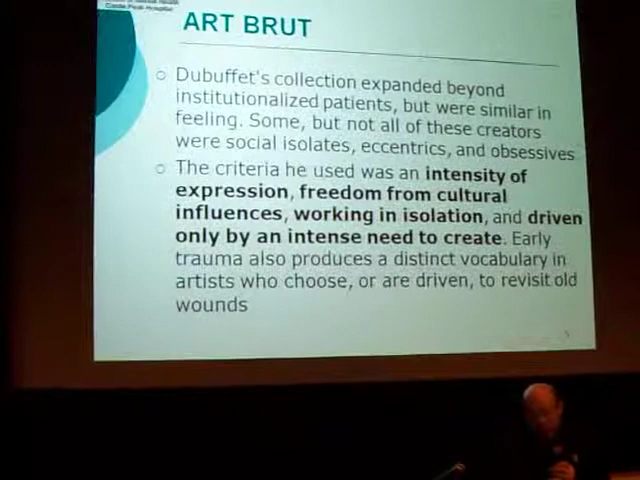 Castle Peak Hospital
ART BRUT
Dubuffet's collection expanded beyond
institutionalized patients, but were similar in
feeling. Some, but not all of these creators
were social isolates, eccentrics, and obsessives
The criteria he used was an intensity of
expression, freedom from cultural
influences, working in isolation, and driven
only by an intense need to create. Early
trauma also produces a distinct vocabulary in
artists who choose, or are driven, to revisit old
wounds